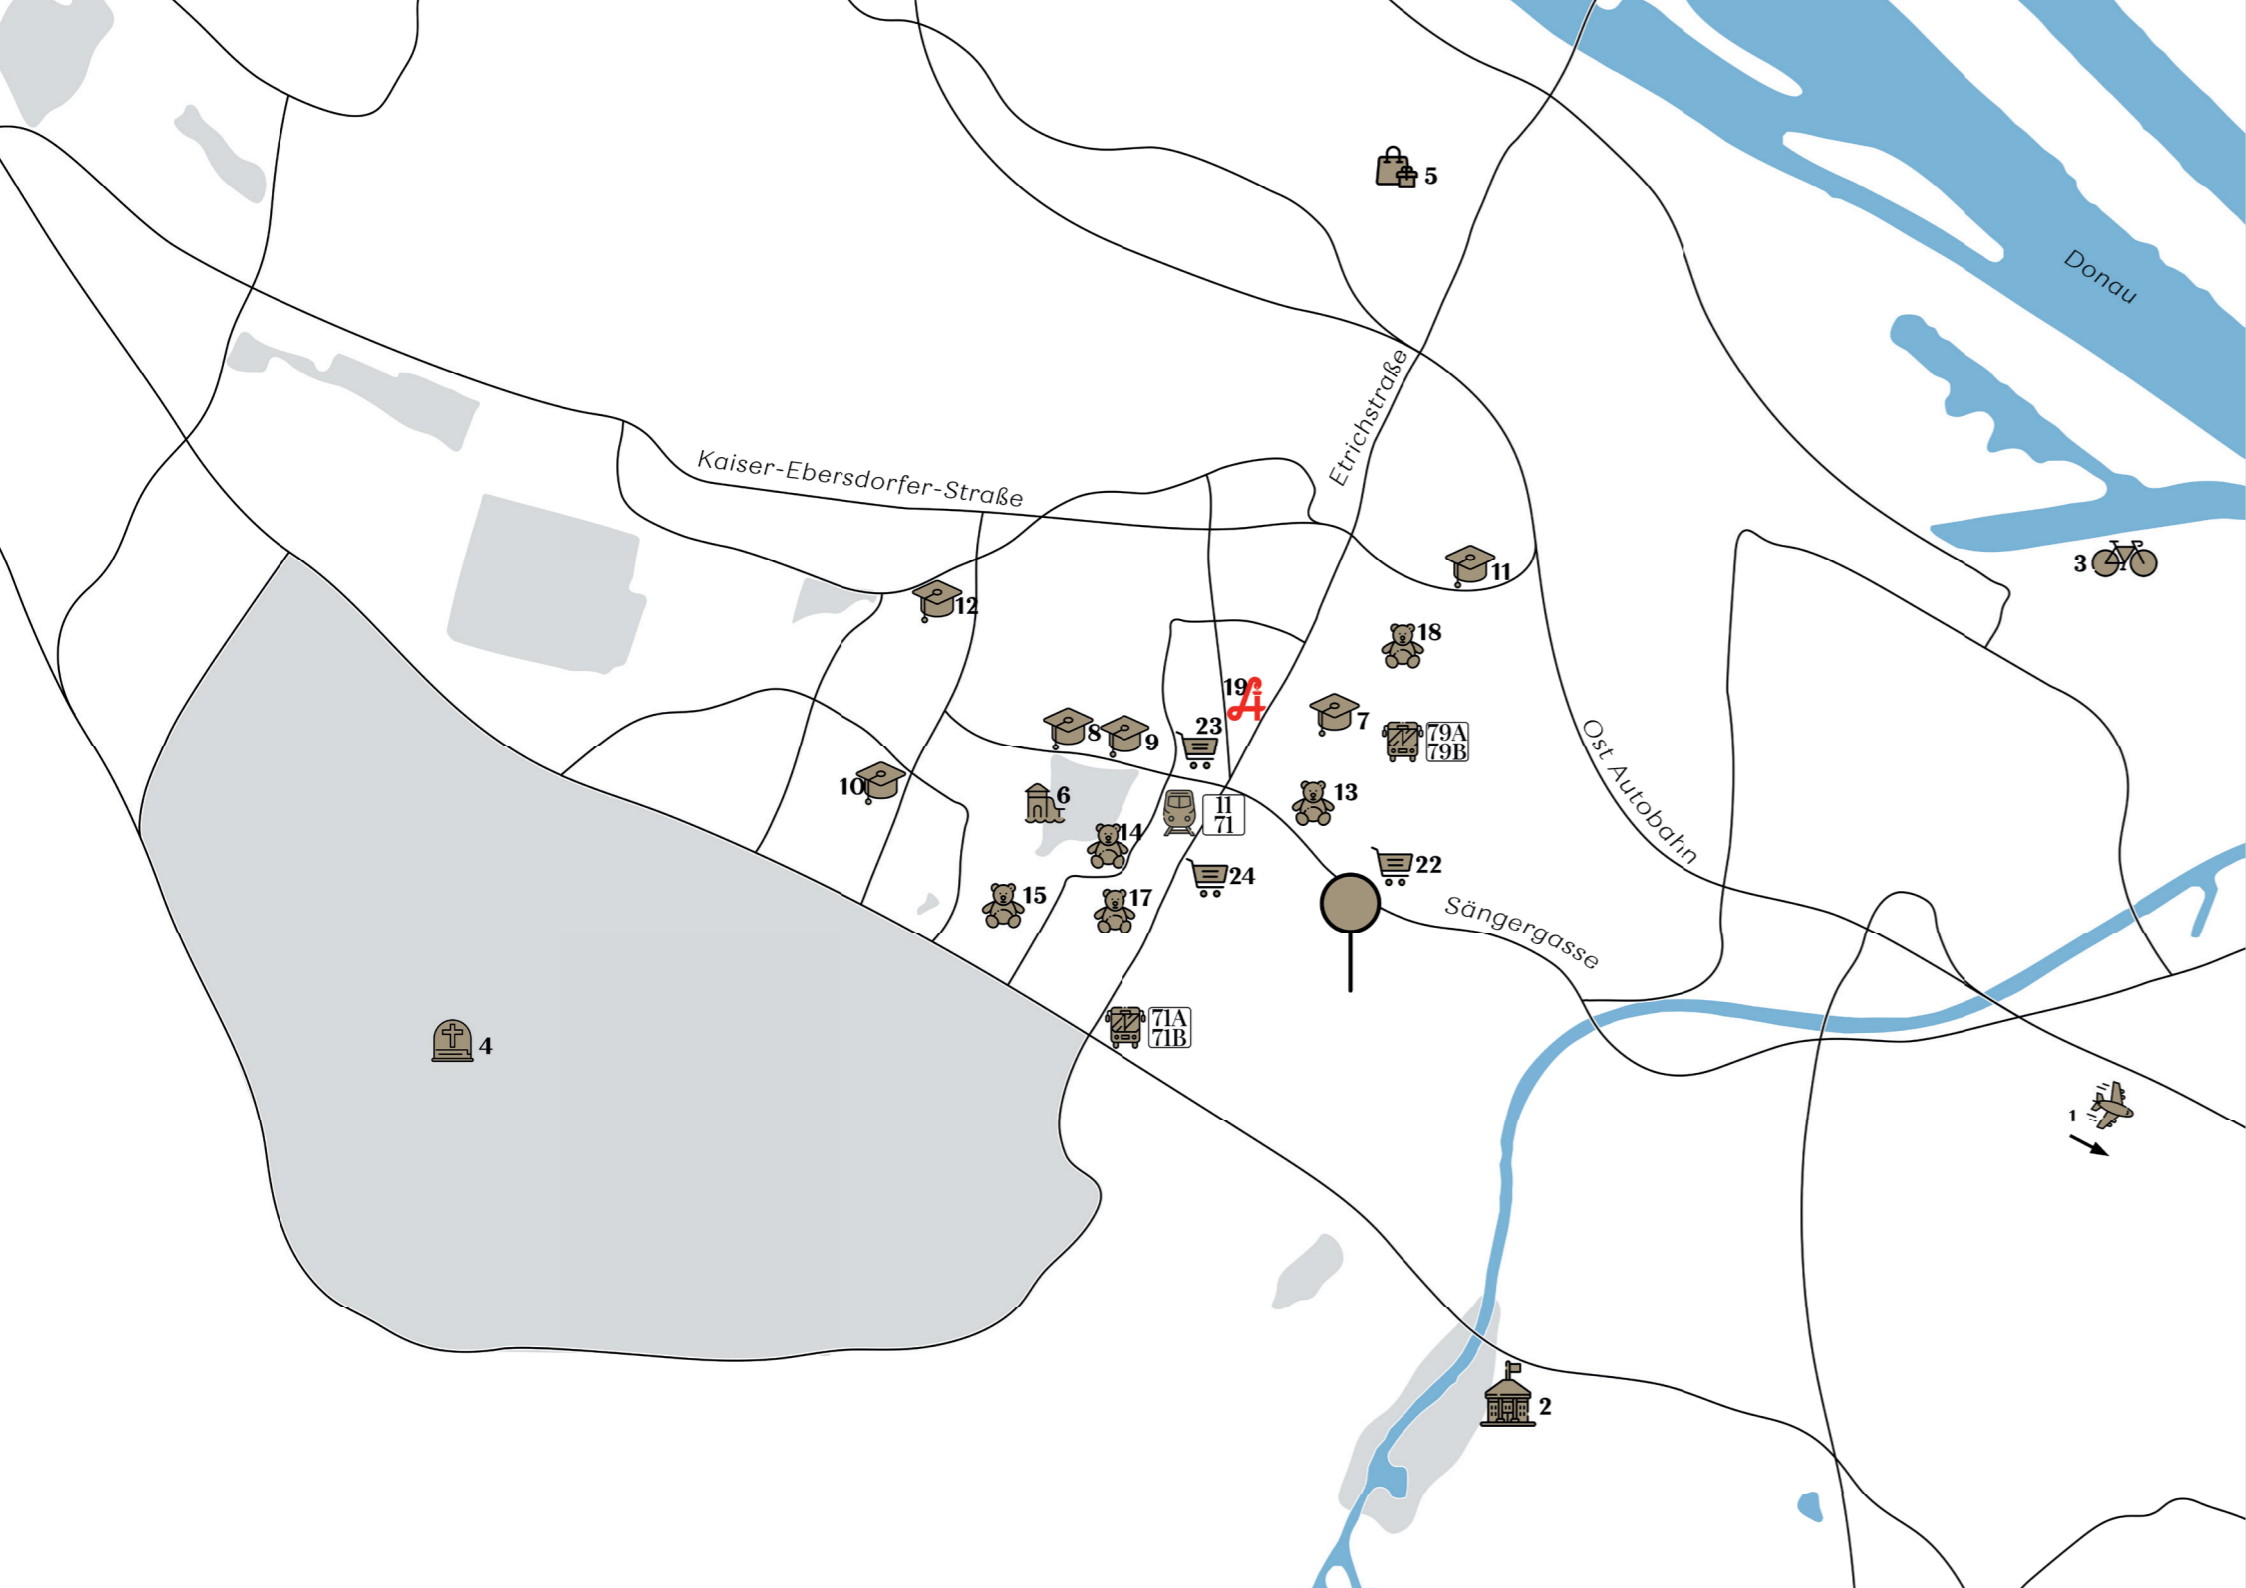 5
Donau
Etrichstraße
Kaiser-Ebersdorfer-Straße
3
11
12
18
19
7
23
8
9
79A
79B
Ost Autobahn
10
6
13
11
71
14
22
24
15
17
Sängergasse
71A
71B
4
1
2